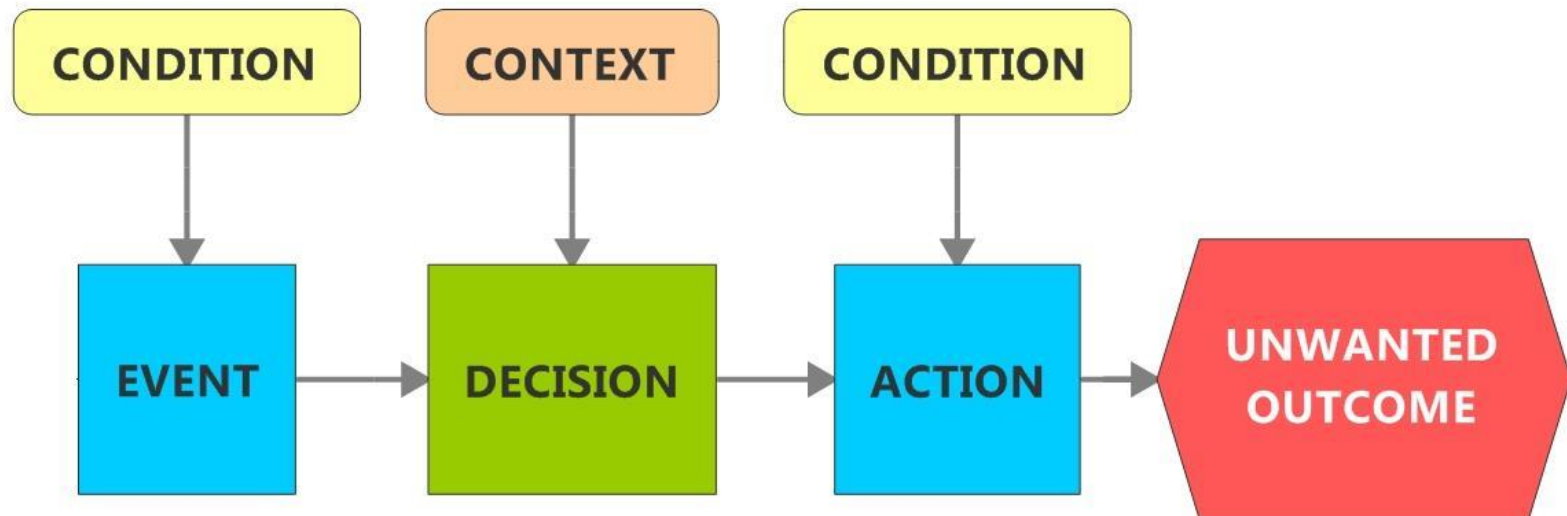 CONDITION
CONTEXT
CONDITION
EVENT
DECISION
ACTION
UNWANTED
OUTCOME